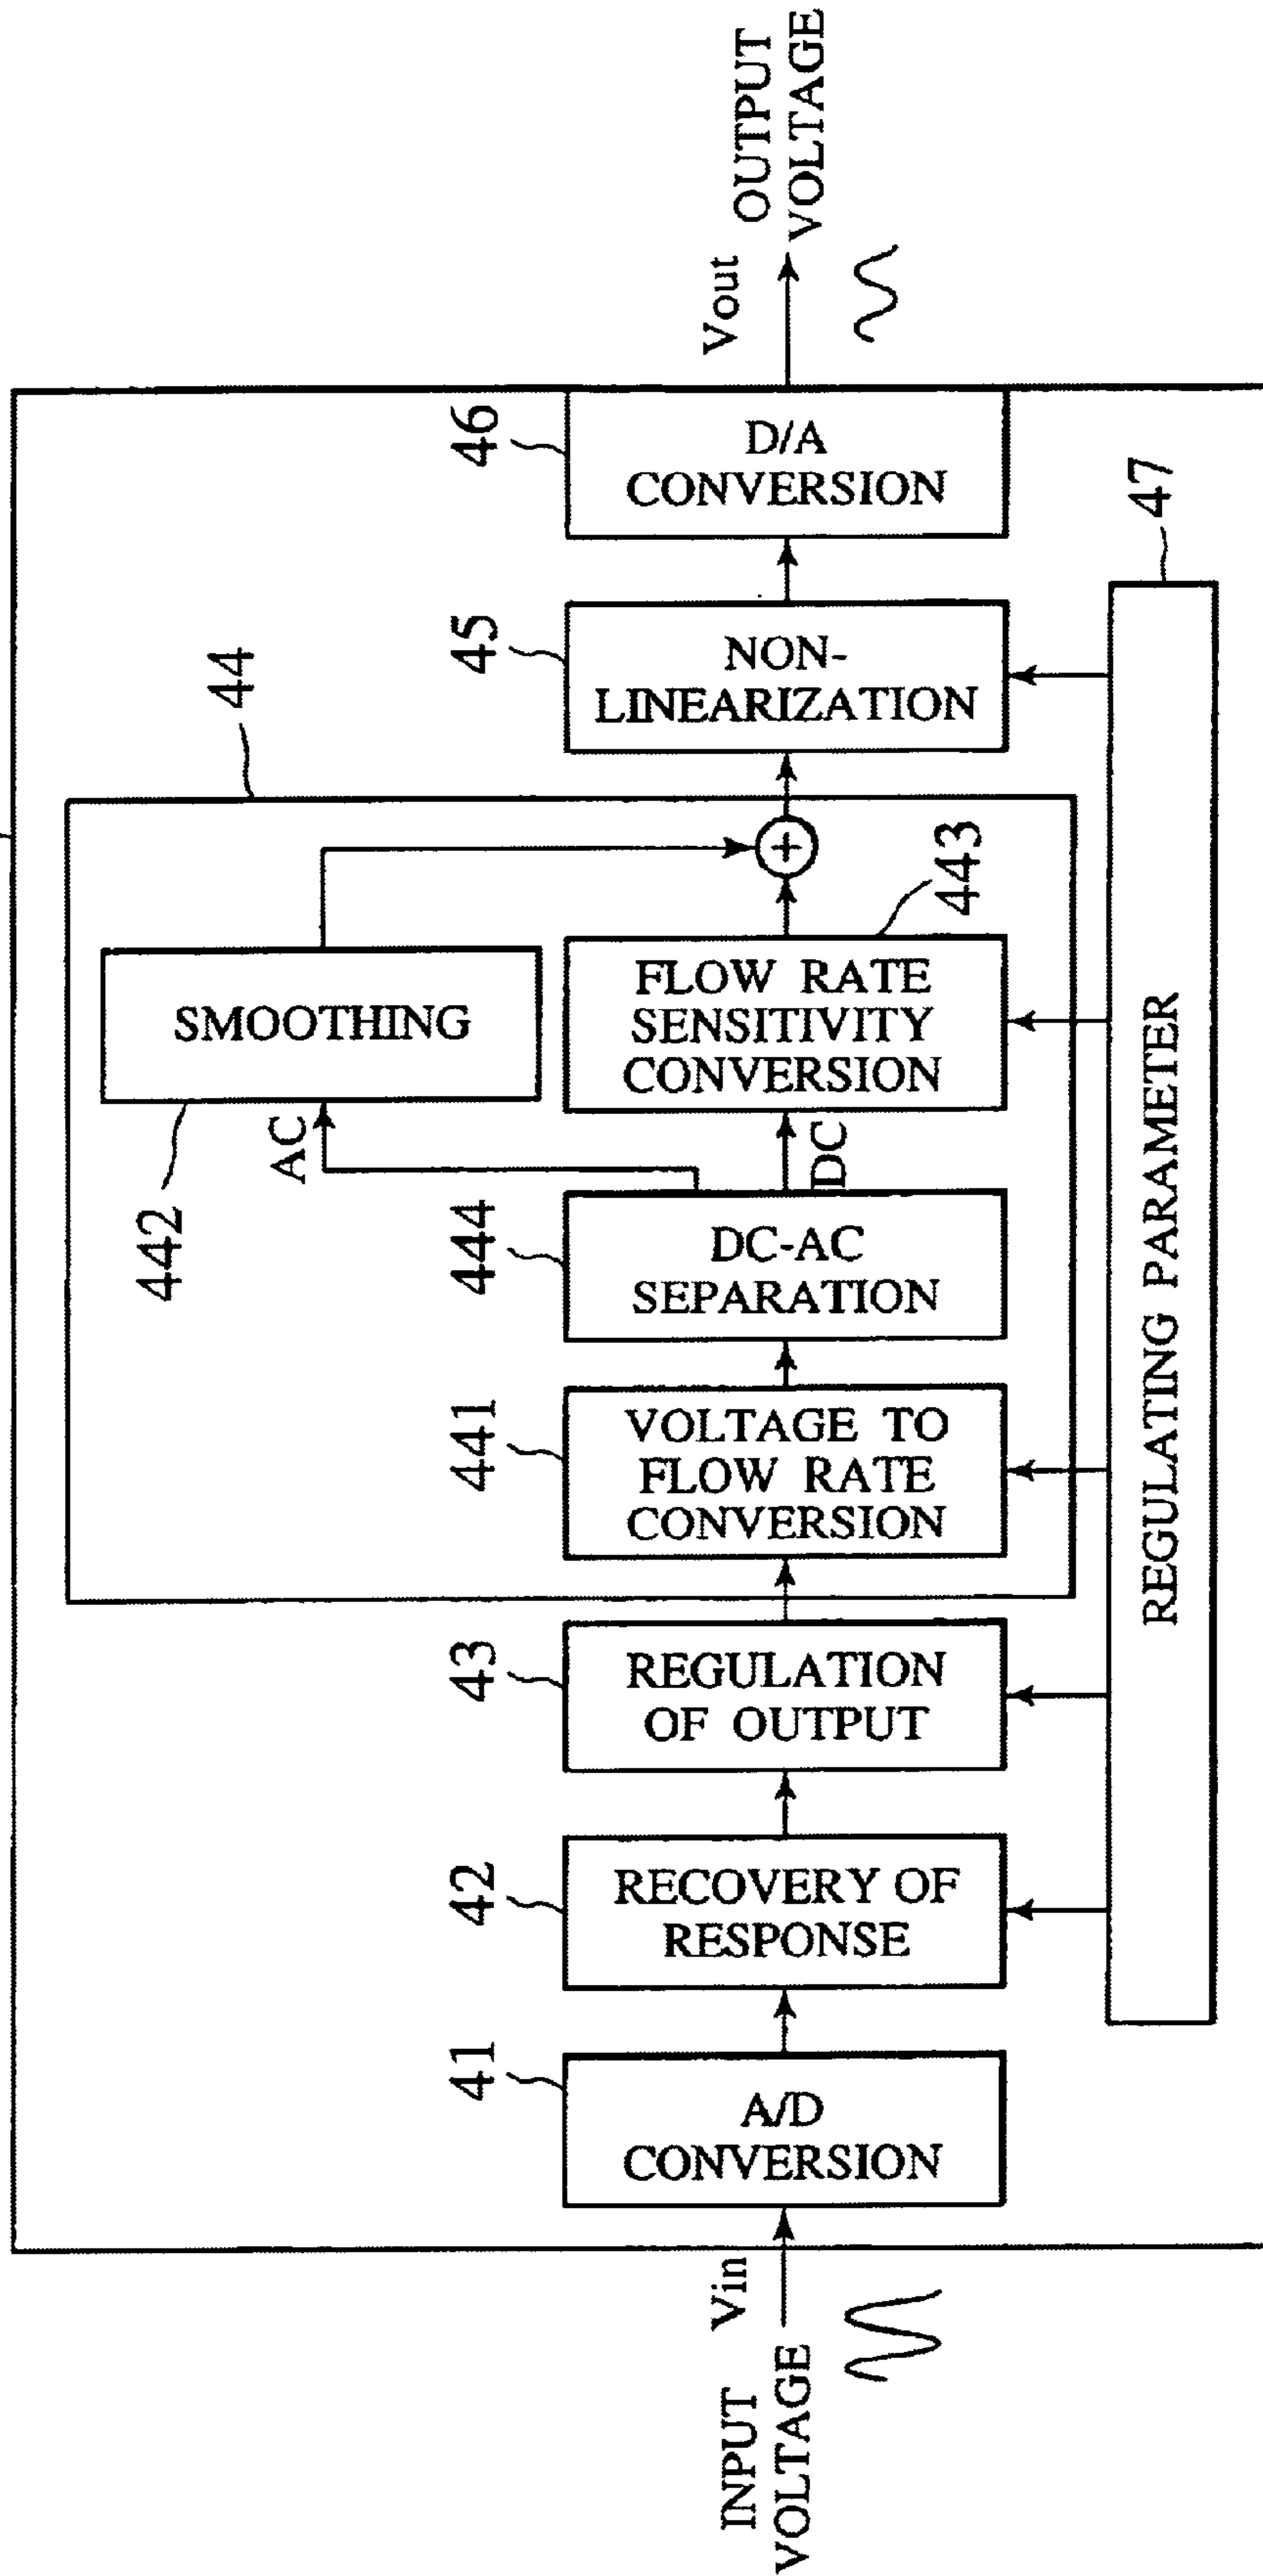 INPUT
VOLTAGE
Vin
41
A/D
CONVERSION
42
RECOVERY OF
RESPONSE
43
REGULATION
OF OUTPUT
44
441
VOLTAGE TO
FLOW RATE
CONVERSION
444
DC-AC
SEPARATION
AC
DC
442
SMOOTHING
443
FLOW RATE
SENSITIVITY
CONVERSION
+
45
NON-
LINEARIZATION
46
D/A
CONVERSION
47
REGULATING PARAMETER
Vout
OUTPUT
VOLTAGE